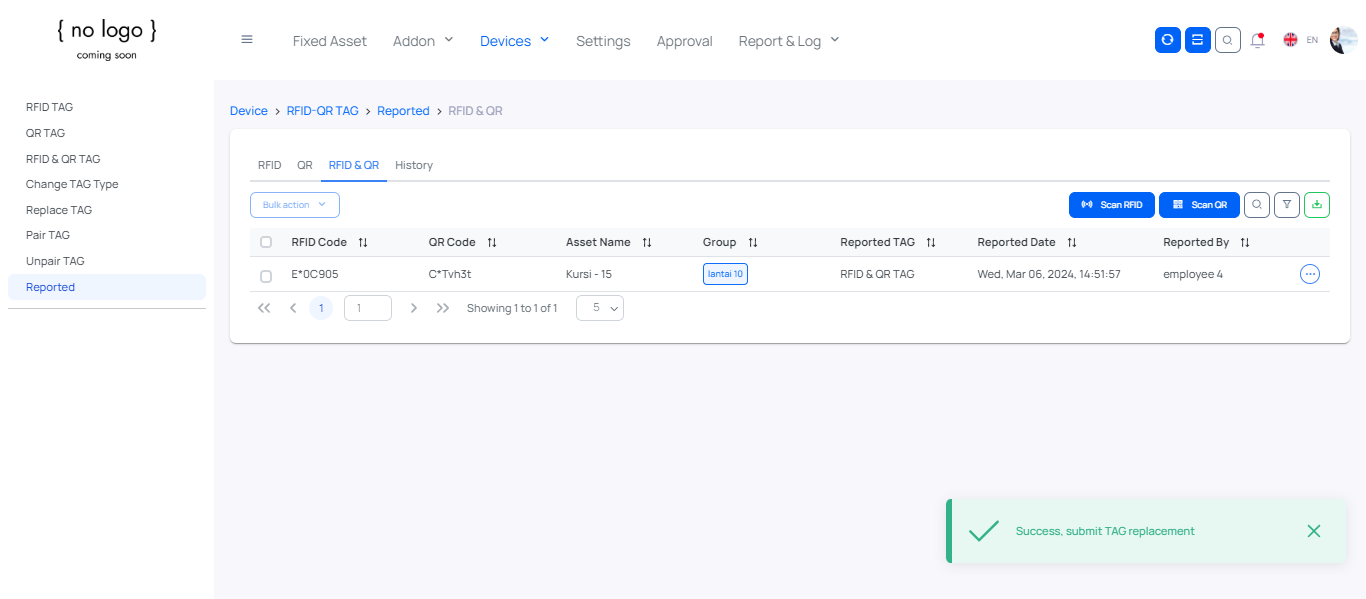 { no logo }
coming soon
Fixed Asset Addon Devices Settings Approval Report & Log EN
RFID TAG
QR TAG
RFID & QR TAG
Change TAG Type
Replace TAG
Pair TAG
Unpair TAG
Reported
Device > RFID-QR TAG > Reported > RFID & QR
RFID QR RFID & QR History
Bulk action Scan RFID Scan QR
RFID Code QR Code Asset Name Group Reported TAG Reported Date Reported By
E*0C905 C*Tvh3t Kursi - 15 lantai 10 RFID & QR TAG Wed, Mar 06, 2024, 14:51:57 employee 4
1 1 Showing 1 to 1 of 1 5
Success, submit TAG replacement